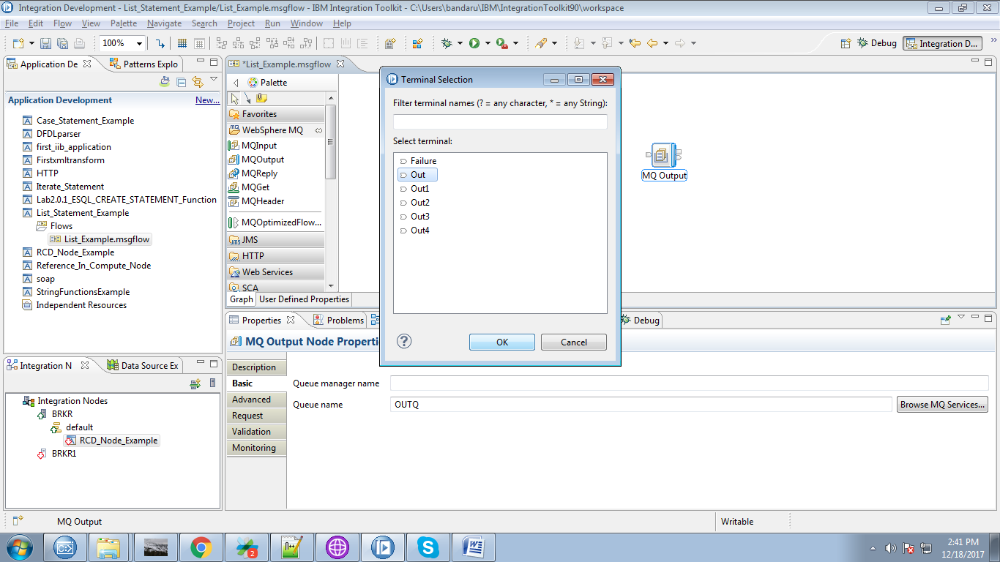 Integration Development - List_Statement_Example/List_Example.msgflow - IBM Integration Toolkit - C:\Users\bandaru\IBM\IntegrationToolkit90\workspace
File Edit Flow View Palette Navigate Search Project Run Window Help
100% Debug Integration D...
Application De Patterns Explo
Application Development New...
Case_Statement_Example
DFDLparser
first_iib_application
Firstxmltransform
HTTP
Iterate_Statement
Lab2.0.1_ESQL_CREATE_STATEMENT_Function
List_Statement_Example
Flows
List_Example.msgflow
RCD_Node_Example
Reference_In_Compute_Node
soap
StringFunctionsExample
Independent Resources
*List_Example.msgflow
Palette
Favorites
WebSphere MQ
MQInput
MQOutput
MQReply
MQGet
MQHeader
MQOptimizedFlow...
JMS
HTTP
Web Services
SCA
Graph User Defined Properties
Terminal Selection
Filter terminal names (? = any character, * = any String):
Select terminal:
Failure
Out
Out1
Out2
Out3
Out4
OK Cancel
MQ Output
Integration N Data Source Ex
Integration Nodes
BRKR
default
RCD_Node_Example
BRKR1
Properties Problems Debug
MQ Output Node Properti
Description
Basic
Advanced
Request
Validation
Monitoring
Queue manager name
Queue name OUTQ Browse MQ Services...
MQ Output Writable
2
n++
2:41 PM
12/18/2017